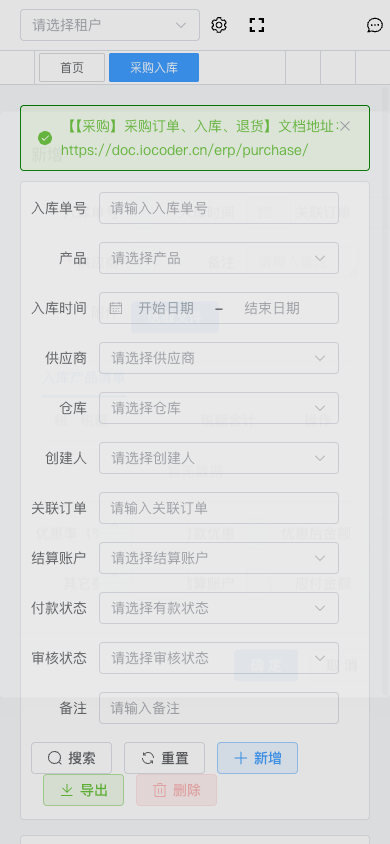 请选择租户
首页
采购入库
【【采购】采购订单、入库、退货】文档地址:
https://doc.iocoder.cn/erp/purchase/
入库单号 请输入入库单号
产品 请选择产品
入库时间 开始日期 - 结束日期
供应商 请选择供应商
仓库 请选择仓库
创建人 请选择创建人
关联订单 请输入关联订单
结算账户 请选择结算账户
付款状态 请选择有款状态
审核状态 请选择审核状态
备注 请输入备注
搜索 重置 新增
导出 删除